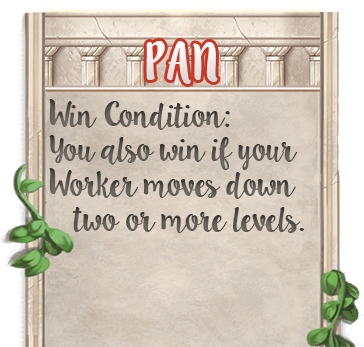 PAN
Win Condition:
You also win if your
Worker moves down
two or more levels.